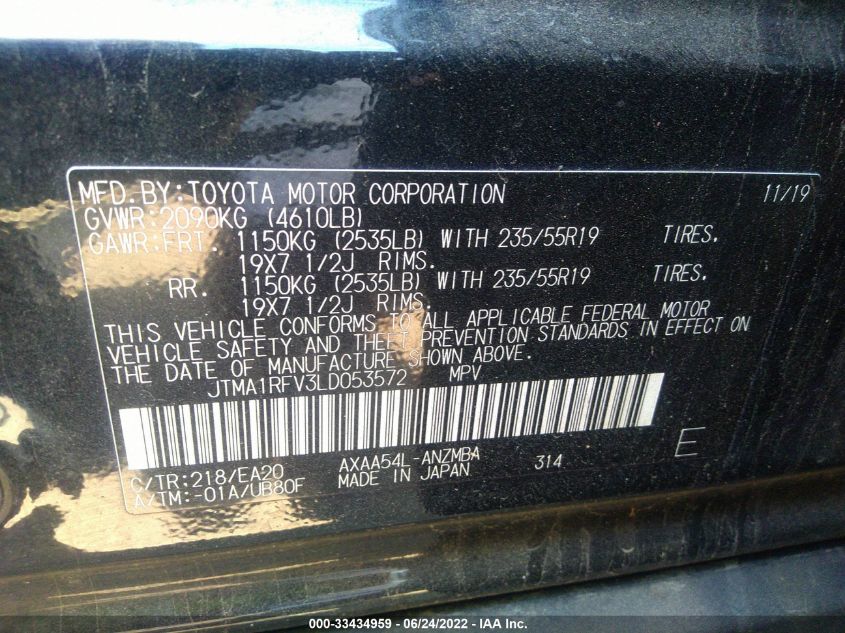 MFD. BY:TOYOTA MOTOR CORPORATION 11/19
GVWR:2090KG (4610LB)
GAWR:FRT. 1150KG (2535LB) WITH 235/55R19 TIRES.
19X7 1/2J RIMS.
RR. 1150KG (2535LB) WITH 235/55R19 TIRES.
19X7 1/2J RIMS.
THIS VEHICLE CONFORMS TO ALL APPLICABLE FEDERAL MOTOR
VEHICLE SAFETY AND THEFT PREVENTION STANDARDS IN EFFECT ON
THE DATE OF MANUFACTURE SHOWN ABOVE.
JTMA1RFV3LD053572 MPV
E
C/TR:218/EA20 AXAA54L-ANZMBA 314
A/TM:-01A/UB80F MADE IN JAPAN
000-33434959 - 06/24/2022 - IAA Inc.